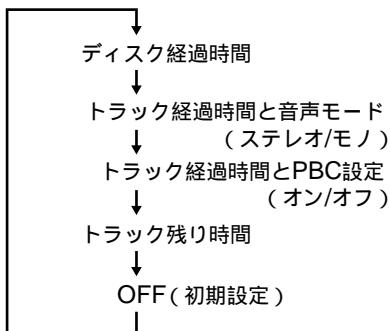 ディスク経過時間
トラック経過時間と音声モード
(ステレオ/モノ)
トラック経過時間とPBC設定
(オン/オフ)
トラック残り時間
OFF(初期設定)